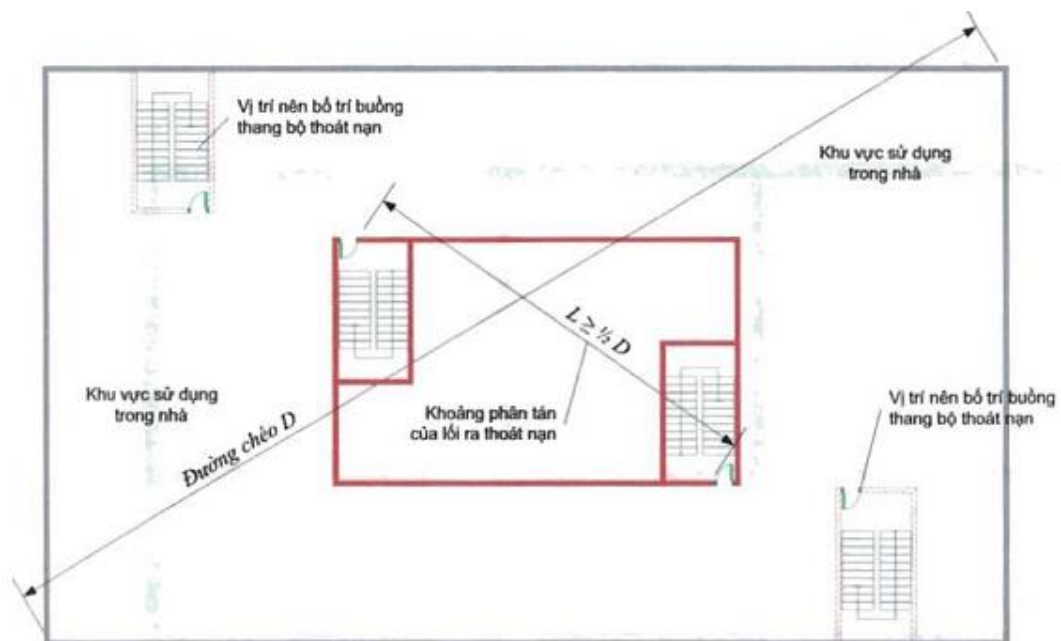 Vị trí nên bố trí buồng
thang bộ thoát nạn
Khu vực sử dụng
trong nhà
L ≥ ½ D
Khu vực sử dụng
trong nhà
Đường chéo D
Khoảng phân tán
của lối ra thoát nạn
Vị trí nên bố trí buồng
thang bộ thoát nạn